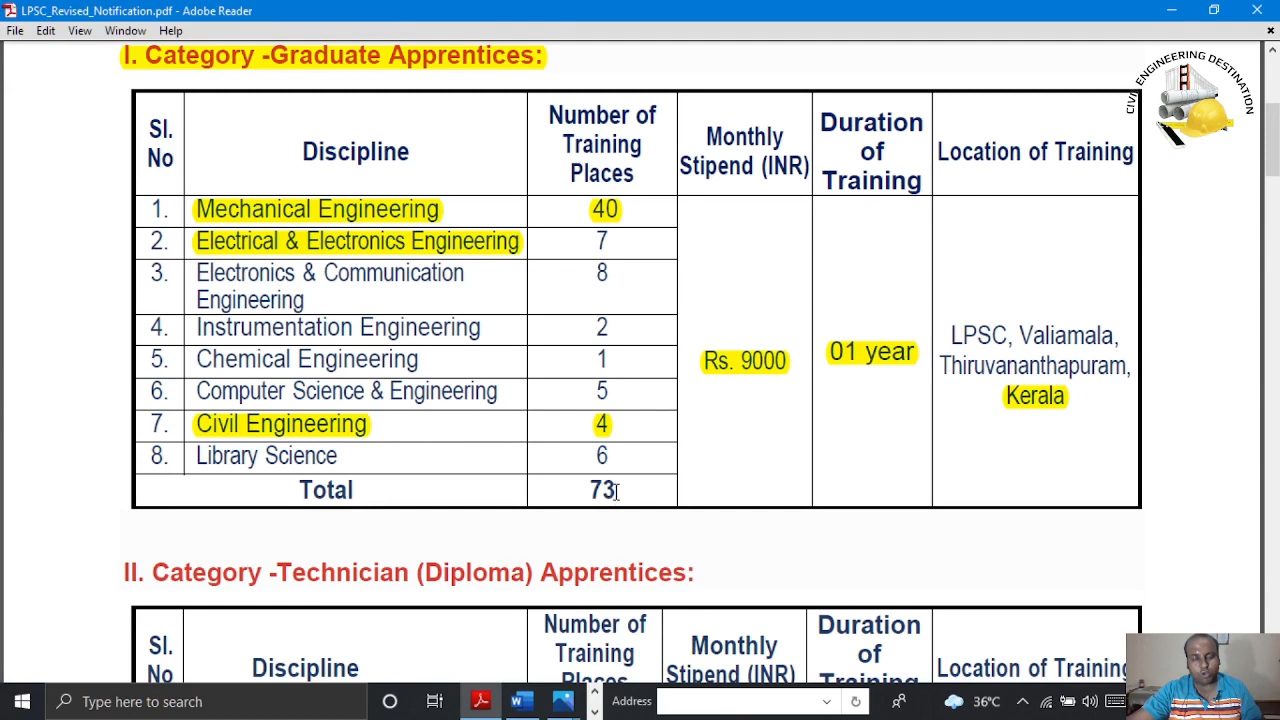 LPSC_Revised_Notification.pdf - Adobe Reader
File Edit View Window Help
I. Category -Graduate Apprentices:
CIVIL ENGINEERING DESTINATION
Sl. No Discipline Number of Training Places Monthly Stipend (INR) Duration of Training Location of Training
1. Mechanical Engineering 40
2. Electrical & Electronics Engineering 7
3. Electronics & Communication Engineering 8
4. Instrumentation Engineering 2
5. Chemical Engineering 1
6. Computer Science & Engineering 5
7. Civil Engineering 4
8. Library Science 6
Rs. 9000
01 year
LPSC, Valiamala,
Thiruvananthapuram,
Kerala
Total 73
II. Category -Technician (Diploma) Apprentices:
Sl. No Discipline Number of Training Places Monthly Stipend (INR) Duration of Training Location of Training
Type here to search
Address
36°C